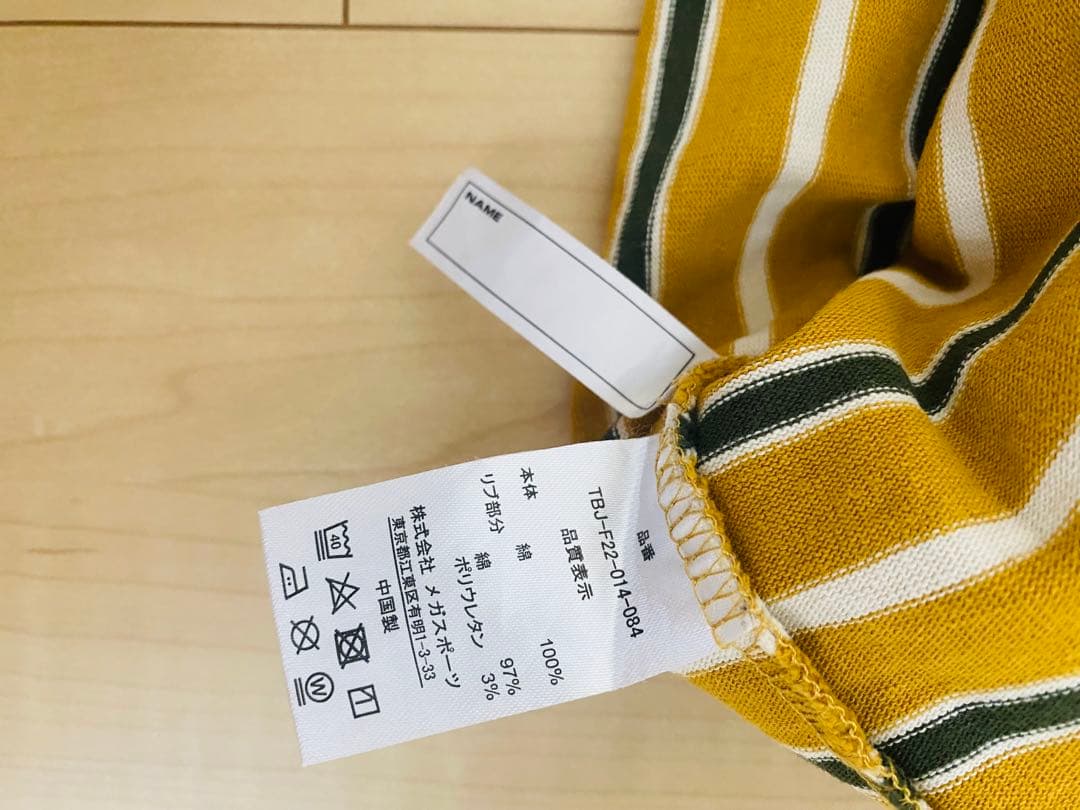 NAME
品番
TBJ-F22-014-084
品質表示
本体 綿 100%
リブ部分 綿 97%
ポリウレタン 3%
株式会社 メガスポーツ
東京都江東区有明1-3-33
中国製
40
W